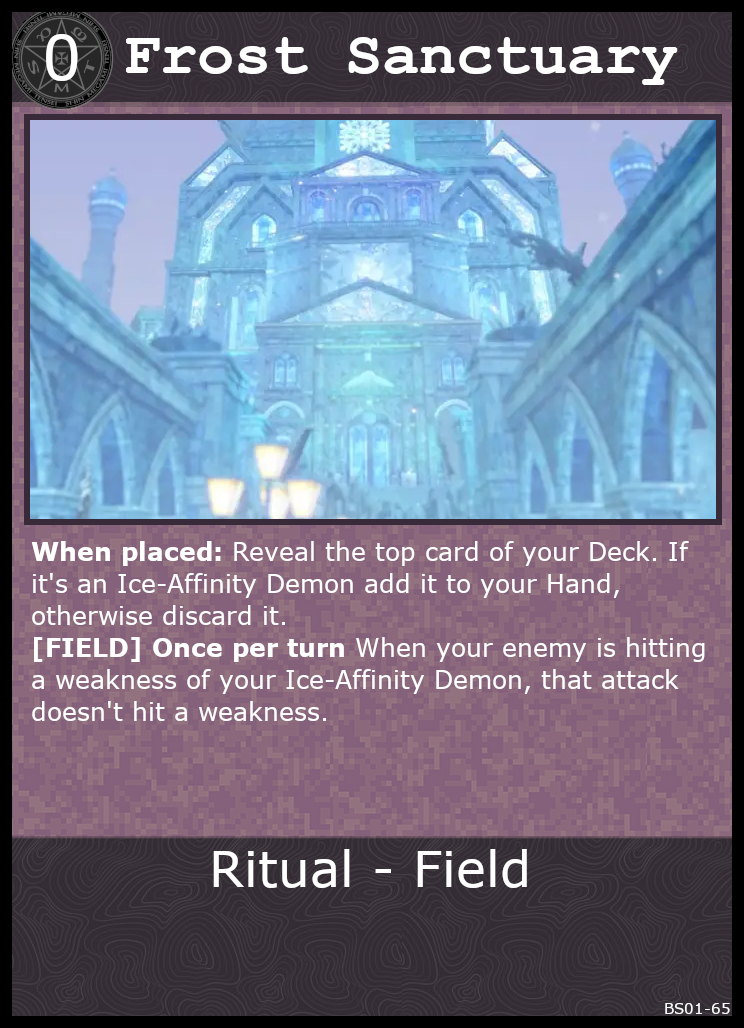 0 Frost Sanctuary
When placed: Reveal the top card of your Deck. If
it's an Ice-Affinity Demon add it to your Hand,
otherwise discard it.
[FIELD] Once per turn When your enemy is hitting
a weakness of your Ice-Affinity Demon, that attack
doesn't hit a weakness.
Ritual - Field
BS01-65